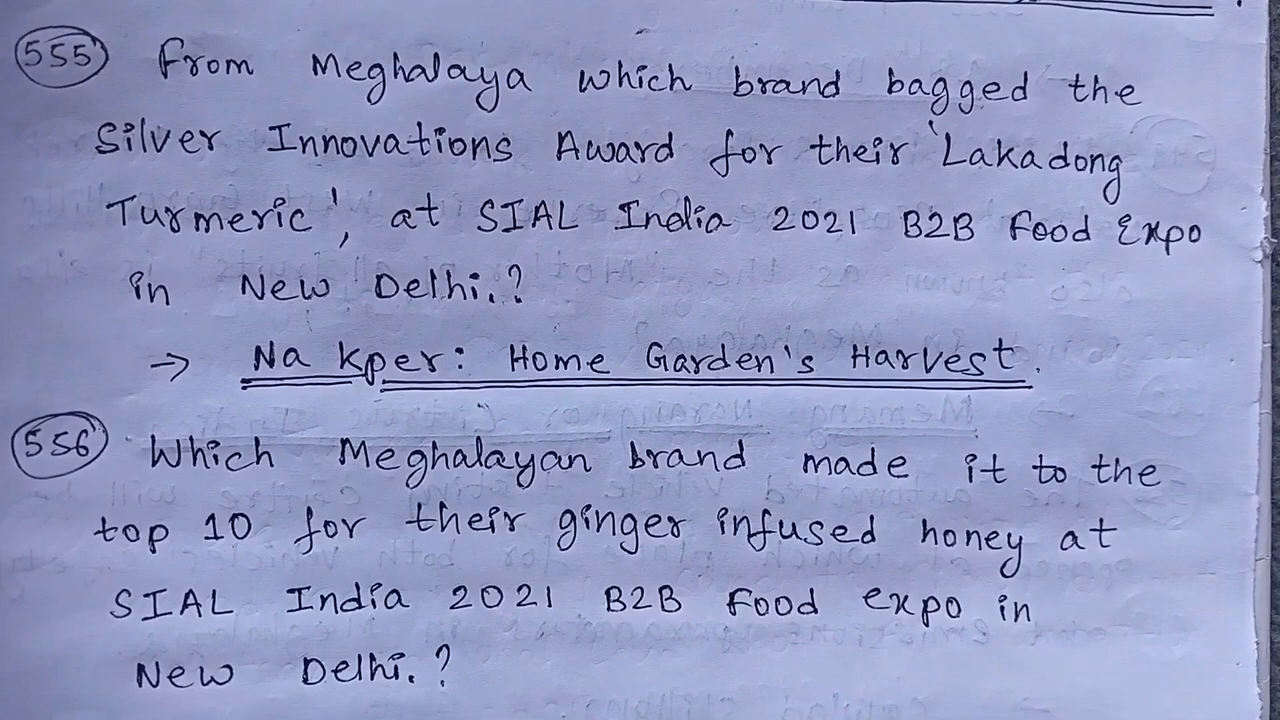 555 From Meghalaya which brand bagged the
Silver Innovations Award for their 'Lakadong
Turmeric', at SIAL India 2021 B2B Food Expo
in New Delhi.?
→ Na Kper: Home Garden's Harvest.
556 Which Meghalayan brand made it to the
top 10 for their ginger infused honey at
SIAL India 2021 B2B Food expo in
New Delhi.?